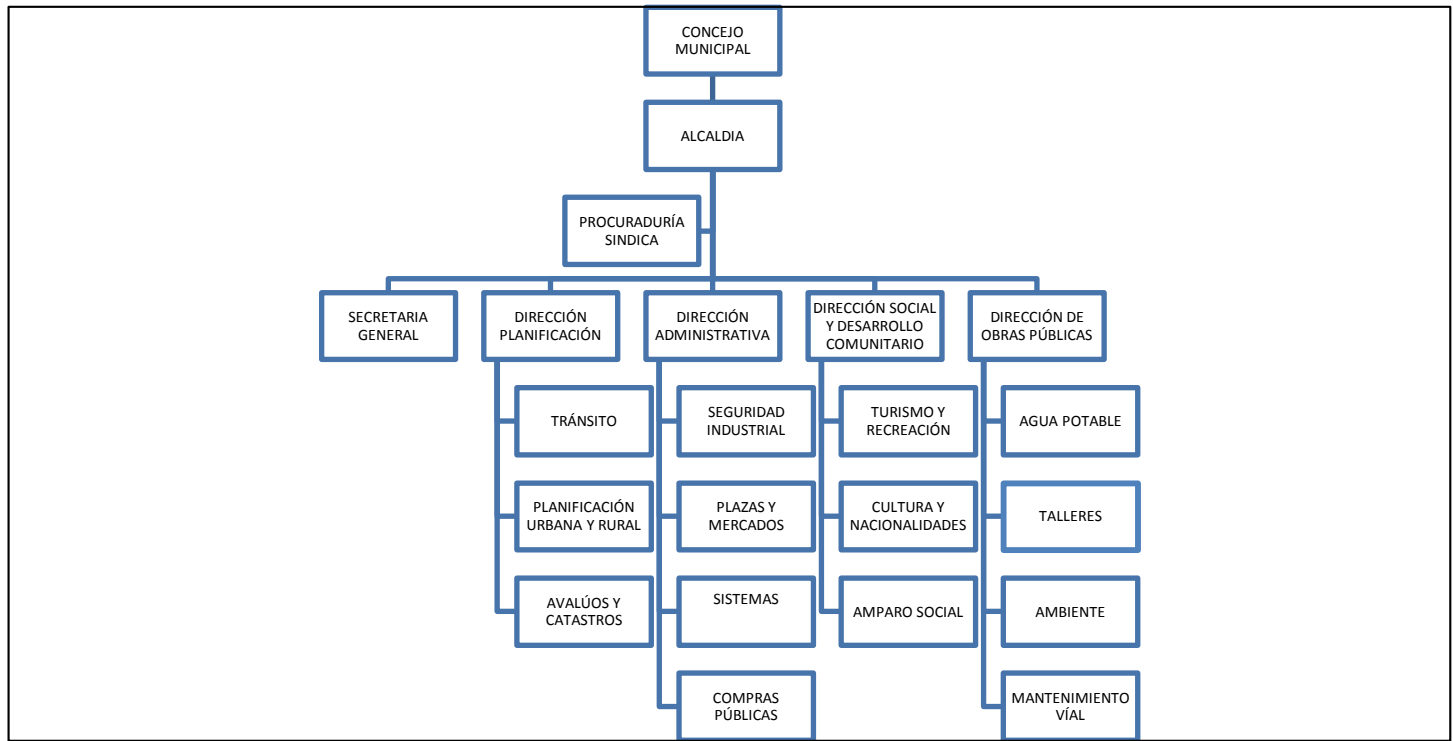 CONCEJO
MUNICIPAL
ALCALDIA
PROCURADURÍA
SINDICA
SECRETARIA
GENERAL
DIRECCIÓN
PLANIFICACIÓN
DIRECCIÓN
ADMINISTRATIVA
DIRECCIÓN SOCIAL
Y DESARROLLO
COMUNITARIO
DIRECCIÓN DE
OBRAS PÚBLICAS
TRÁNSITO
PLANIFICACIÓN
URBANA Y RURAL
AVALÚOS Y
CATASTROS
SEGURIDAD
INDUSTRIAL
PLAZAS Y
MERCADOS
SISTEMAS
COMPRAS
PÚBLICAS
TURISMO Y
RECREACIÓN
CULTURA Y
NACIONALIDADES
AMPARO SOCIAL
AGUA POTABLE
TALLERES
AMBIENTE
MANTENIMIENTO
VÍAL